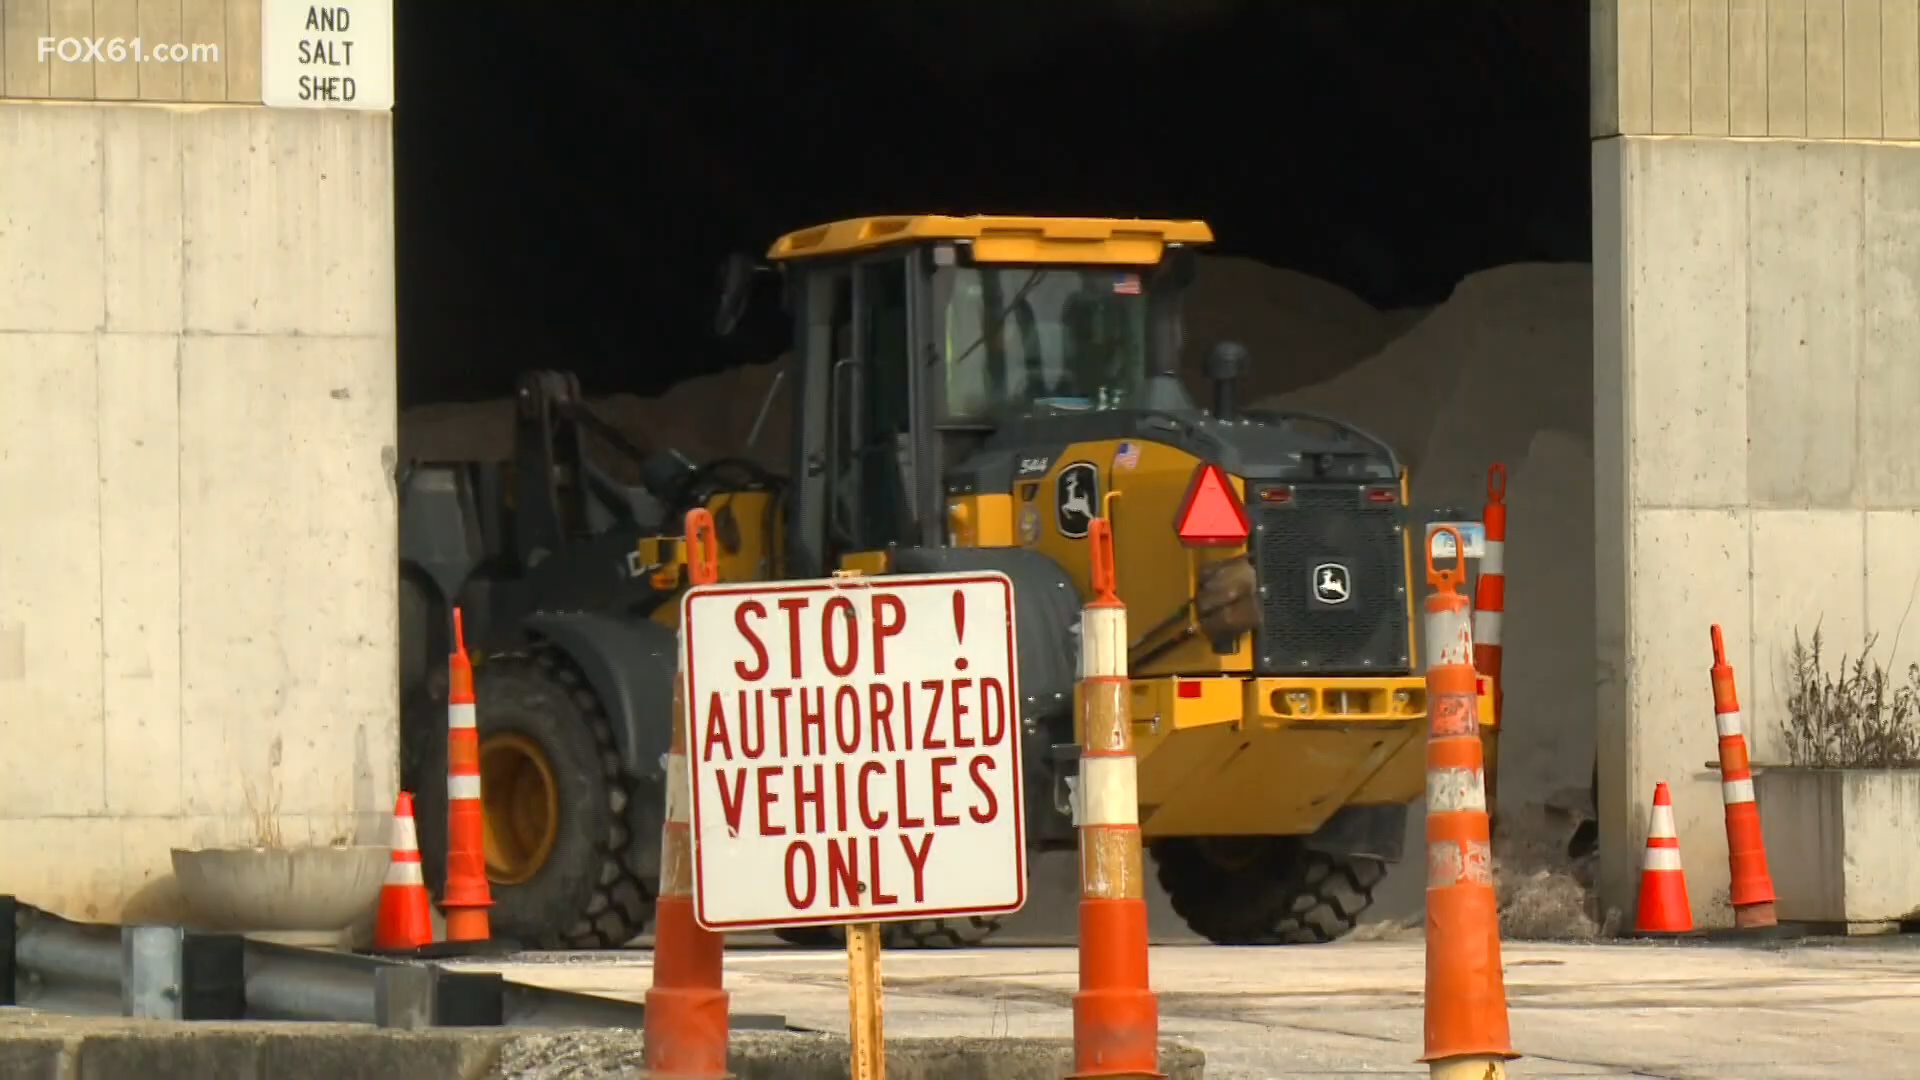 FOX61.com
AND
SALT
SHED
544
STOP !
AUTHORIZED
VEHICLES
ONLY